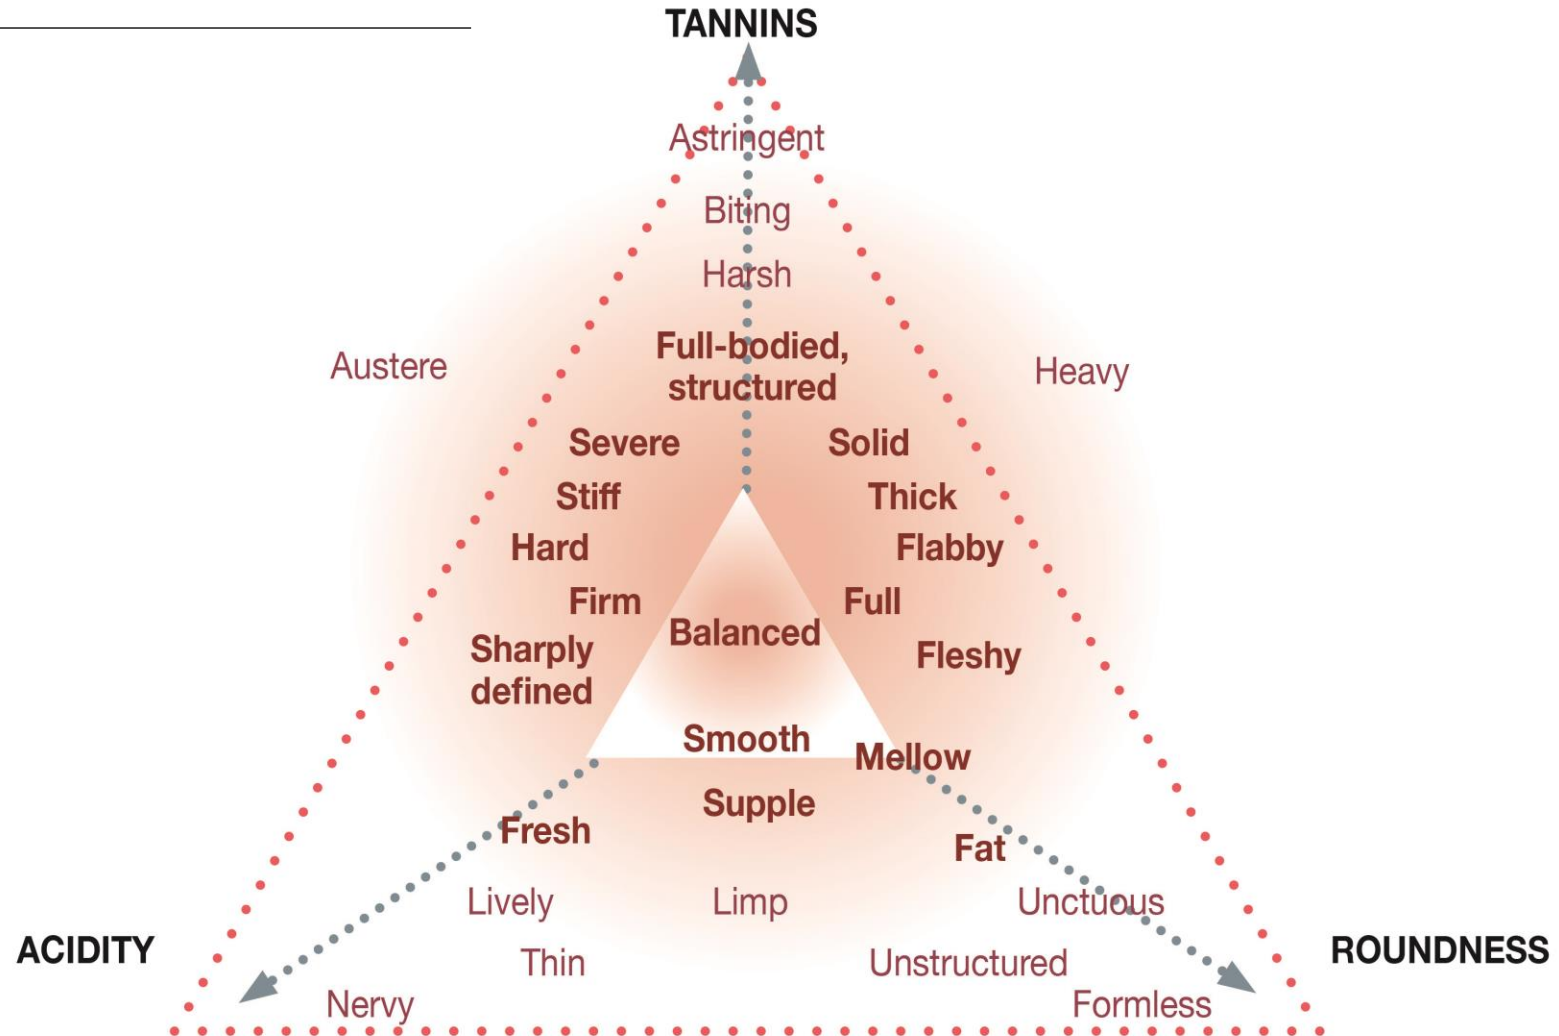 TANNINS
Astringent
Biting
Harsh
Full-bodied,
structured
Austere
Heavy
Severe
Solid
Stiff
Thick
Hard
Flabby
Firm
Full
Balanced
Sharply
defined
Fleshy
Smooth
Mellow
Supple
Fresh
Fat
Lively
Limp
Unctuous
ACIDITY
ROUNDNESS
Thin
Unstructured
Nervy
Formless